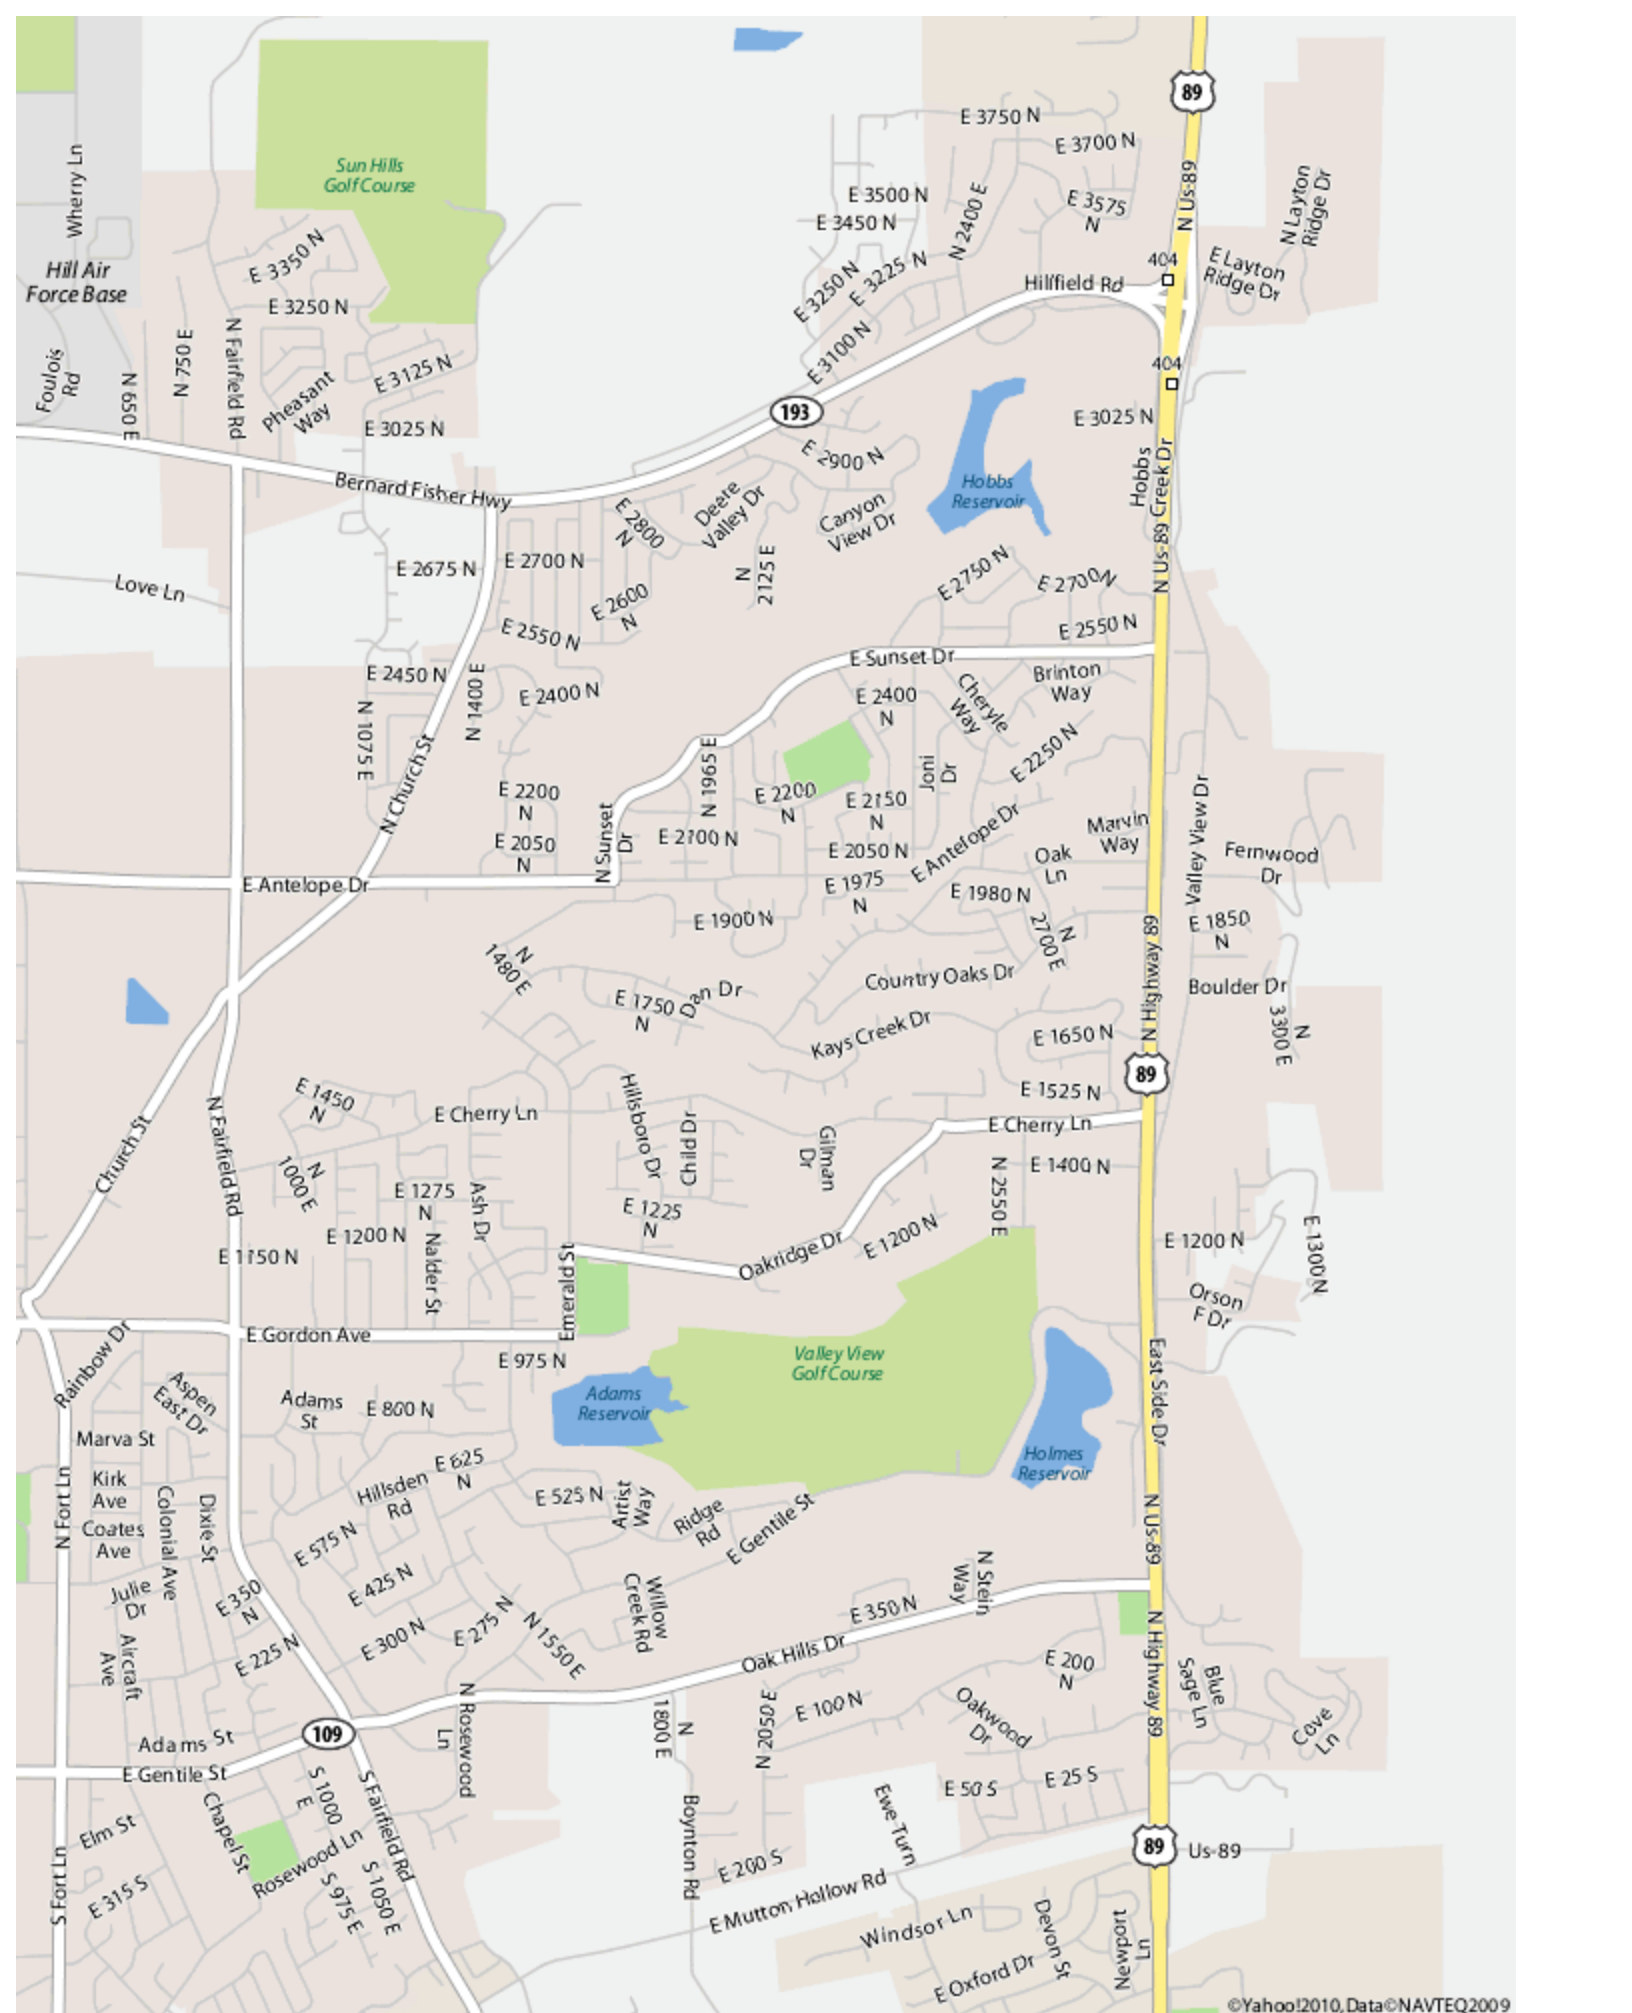 89
E 3750 N
E 3700 N
Wherry Ln
Sun Hills
Golf Course
N Us-89
N Layton
Ridge Dr
E 3500 N
E 3450 N
N 2400 E
E 3575
N
E 3350 N
Hill Air
Force Base
E 3250 N
E 3225 N
E 3250 N
Hillfield Rd
404
E Layton
Ridge Dr
Foulois
Rd
N 650 E
N 750 E
N Fairfield Rd
Pheasant
Way
E 3125 N
E 3100 N
404
E 3025 N
193
E 3025 N
E 2900 N
Bernard Fisher Hwy
Hobbs
Reservoir
Hobbs
Creek Dr
N Us-89
E 2800
N
Deere
Valley Dr
Canyon
View Dr
Love Ln
E 2675 N
E 2700 N
N
2125 E
E 2600
N
E 2750 N
E 2700 N
E 2550 N
E 2550 N
E Sunset Dr
E 2450 N
N 1400 E
E 2400 N
E 2400
N
Cheryle
Way
Brinton
Way
N 1075 E
N Church St
N 1965 E
Joni
Dr
E 2250 N
E 2200
N
E 2200
N
E 2150
N
E 2050
N
N Sunset
Dr
E 2100 N
E 2050 N
E Antelope Dr
Marvin
Way
Valley View Dr
Fernwood
Dr
E Antelope Dr
E 1975
N
Oak
Ln
E 1980 N
E 1900 N
N
2700 E
E 1850
N
N
1480 E
Country Oaks Dr
N Highway 89
Boulder Dr
E 1750
N
Dan Dr
Kays Creek Dr
E 1650 N
N
3300 E
89
E 1525 N
E 1450
N
E Cherry Ln
Hillsboro Dr
Chili Dr
Gilman
Dr
E Cherry Ln
Church St
N Fairfield Rd
N
1000 E
E 1275
N
Ash Dr
N 2550 E
E 1400 N
E 1225
N
E 1150 N
E 1200 N
Nalder St
Emerald St
Oakridge Dr
E 1200 N
E 1200 N
E 1300 N
Orson
F Dr
Rainbow Dr
E Gordon Ave
E 975 N
Valley View
Golf Course
East Side Dr
Aspen
East Dr
Adams
St
E 800 N
Adams
Reservoir
Marva St
Kirk
Ave
Coates
Ave
N Fort Ln
Colonial Ave
Dixie St
Hillsden
Rd
E 625
N
E 525 N
Artist
Way
Ridge
Rd
E Gentile St
Holmes
Reservoir
N Us-89
E 575 N
E 425 N
Julie
Dr
E 350
N
Willow
Creek Rd
N Stein
Way
E 350 N
Aircraft
Ave
E 225 N
E 300 N
E 275 N
N 1550 E
Oak Hills Dr
E 200
N
N Highway 89
Blue
Sage Ln
N Rosewood
Ln
N
1800 E
N 2050 E
E 100 N
Oakwood
Dr
Cove
Ln
Adams St
109
E Gentile St
S 1000
E
S Fairfield Rd
E 50 S
E 25 S
Ewe Turn
Boynton Rd
Elm St
Chapel St
Rosewood Ln
S 975 E
S 1050 E
S Fort Ln
E 315 S
E 200 S
E Mutton Hollow Rd
89
Us-89
Windsor Ln
Devon St
Newport
Ln
E Oxford Dr
©Yahoo!2010,Data©NAVTEQ2009